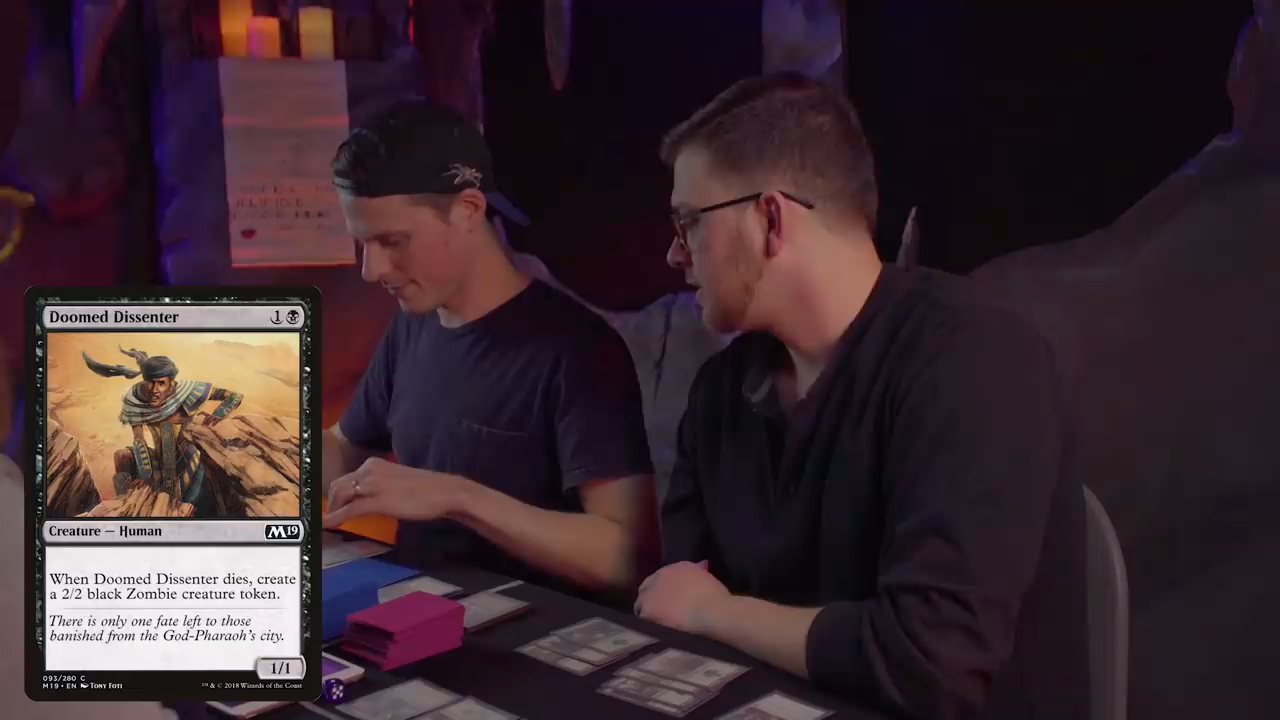 Doomed Dissenter 1
Creature — Human M19
When Doomed Dissenter dies, create
a 2/2 black Zombie creature token.
There is only one fate left to those
banished from the God-Pharaoh's city.
1/1
093/280 C
M19 • EN Tony Foti ™ & © 2018 Wizards of the Coast